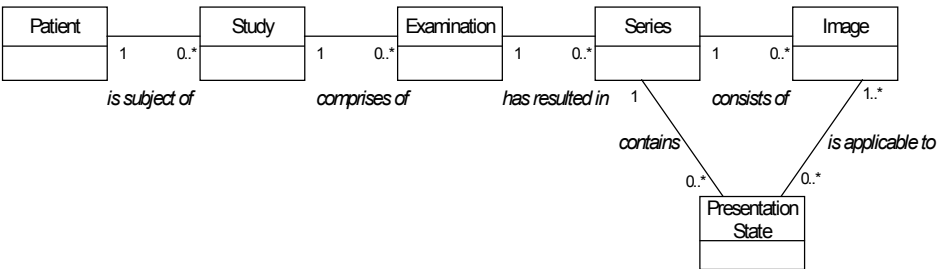 Patient
Study
Examination
Series
Image
1 0..* 1 0..* 1 0..* 1 0..*
is subject of
comprises of
has resulted in
1
consists of
1..*
contains
is applicable to
0..*
0..*
Presentation
State